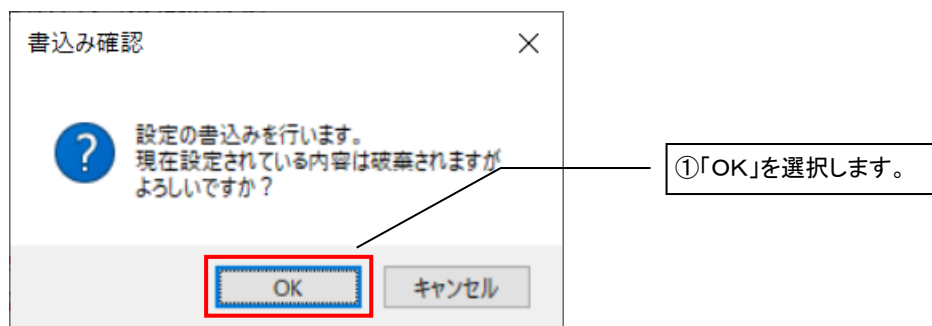 書込み確認
設定の書込みを行います。
現在設定されている内容は破棄されますが
よろしいですか？
①「OK」を選択します。
OK
キャンセル